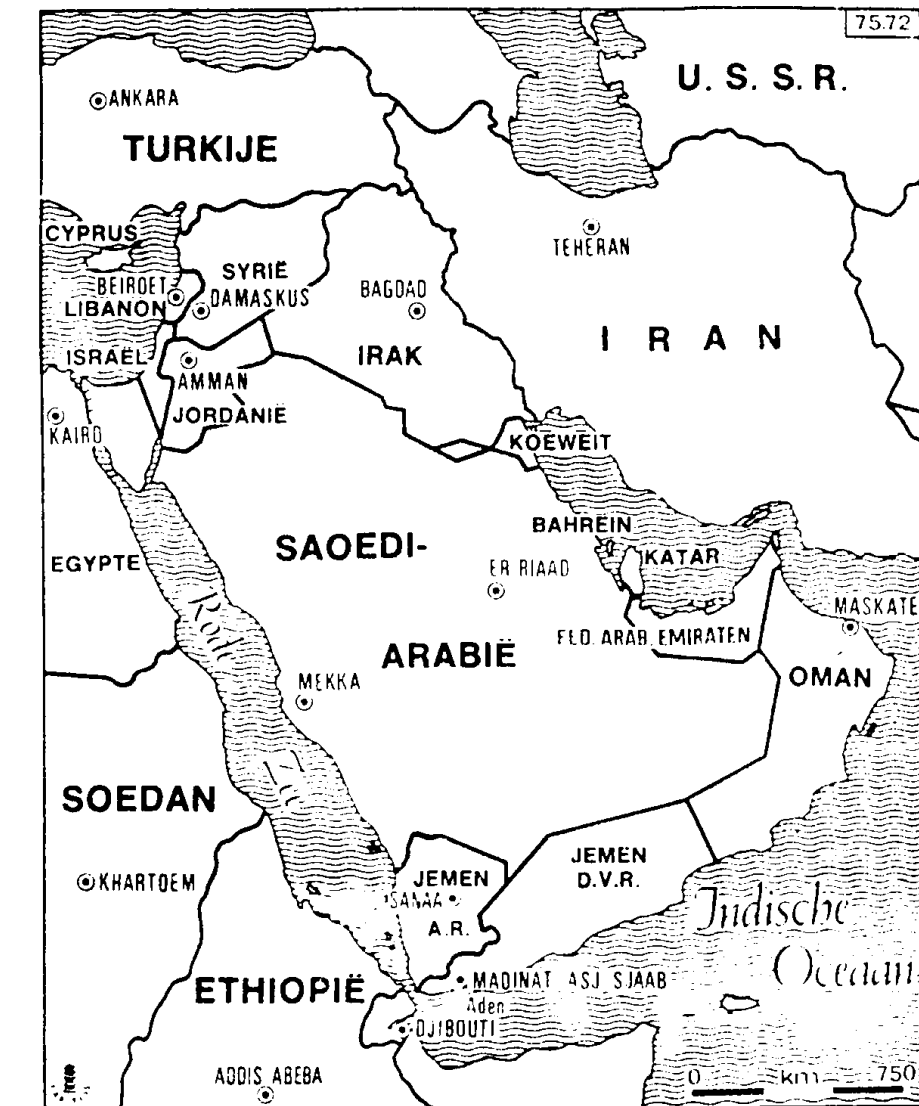 75.72
U. S. S. R.
ANKARA
TURKIJE
CYPRUS
TEHERAN
SYRIË
BEIROET
DAMASKUS
BAGDAD
LIBANON
I R A N
ISRAËL
IRAK
AMMAN
JORDANIË
KAIRO
KOEWEIT
BAHREIN
SAOEDI-
EGYPTE
KATAR
ER RIAAD
MASKATE
Rode
FED. ARAB. EMIRATEN
ARABIË
OMAN
MEKKA
SOEDAN
JEMEN
D.V.R.
KHARTOEM
JEMEN
SANAA
A.R.
Indische
Oceaan
ETHIOPIË
MADINAT ASJ SJAAB
Aden
DJIBOUTI
ADDIS ABEBA
0 km 750